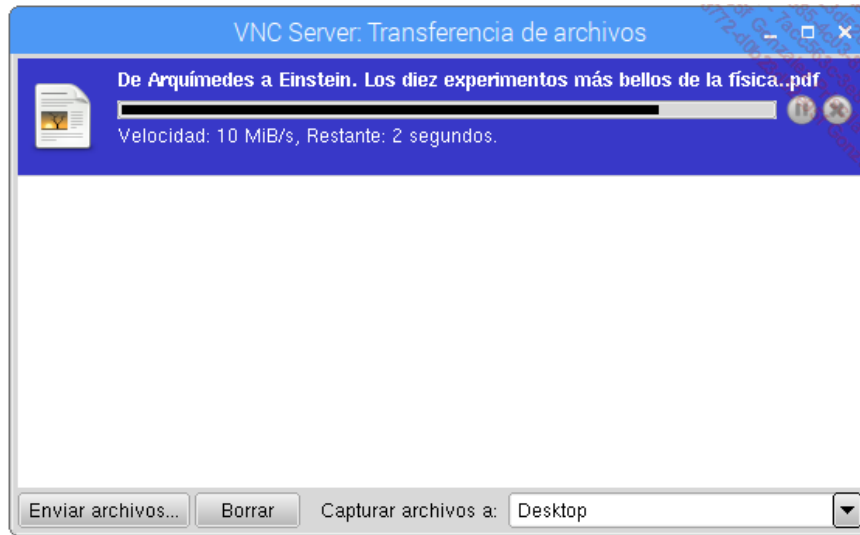 VNC Server: Transferencia de archivos
De Arquímedes a Einstein. Los diez experimentos más bellos de la física..pdf
Velocidad: 10 MiB/s, Restante: 2 segundos.
Enviar archivos... Borrar Capturar archivos a: Desktop